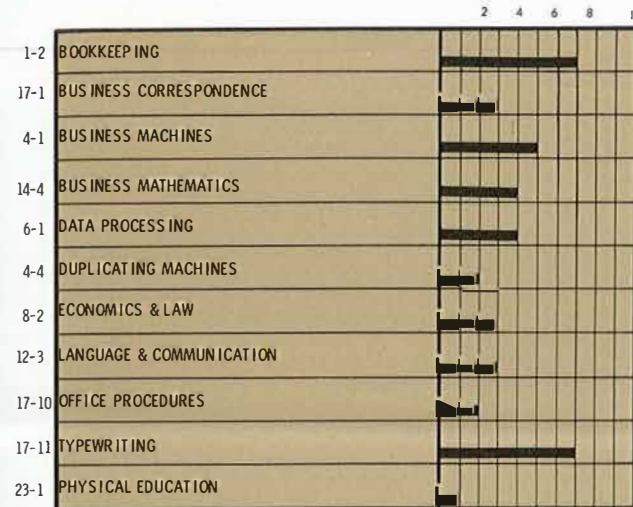 2 4 6 8
1-2 BOOKKEEPING
17-1 BUSINESS CORRESPONDENCE
4-1 BUSINESS MACHINES
14-4 BUSINESS MATHEMATICS
6-1 DATA PROCESSING
4-4 DUPLICATING MACHINES
8-2 ECONOMICS & LAW
12-3 LANGUAGE & COMMUNICATION
17-10 OFFICE PROCEDURES
17-11 TYPEWRITING
23-1 PHYSICAL EDUCATION